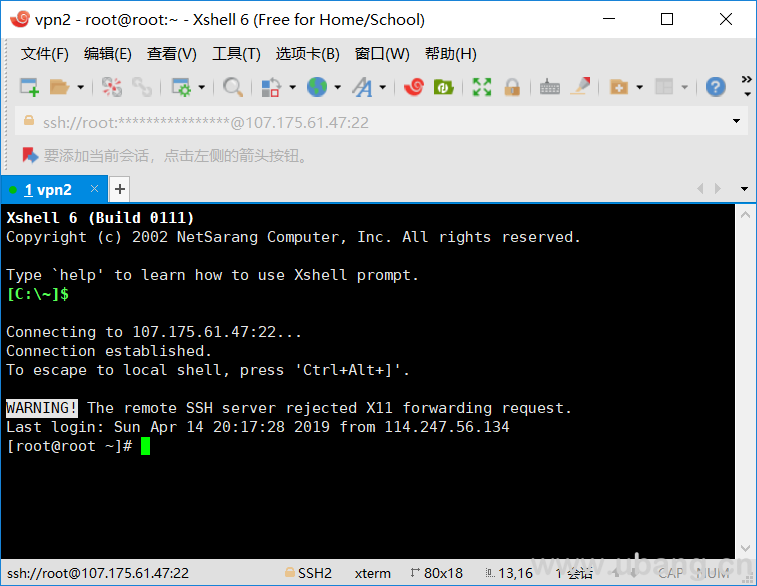 vpn2 - root@root:~ - Xshell 6 (Free for Home/School)
文件(F) 编辑(E) 查看(V) 工具(T) 选项卡(B) 窗口(W) 帮助(H)
ssh://root:****************@107.175.61.47:22
要添加当前会话，点击左侧的箭头按钮。
1 vpn2
Xshell 6 (Build 0111)
Copyright (c) 2002 NetSarang Computer, Inc. All rights reserved.
Type `help' to learn how to use Xshell prompt.
[C:\~]$
Connecting to 107.175.61.47:22...
Connection established.
To escape to local shell, press 'Ctrl+Alt+]'.
WARNING! The remote SSH server rejected X11 forwarding request.
Last login: Sun Apr 14 20:17:28 2019 from 114.247.56.134
[root@root ~]#
www.ubang.cn
ssh://root@107.175.61.47:22 SSH2 xterm 80x18 13,16 1 会话 CAP NUM